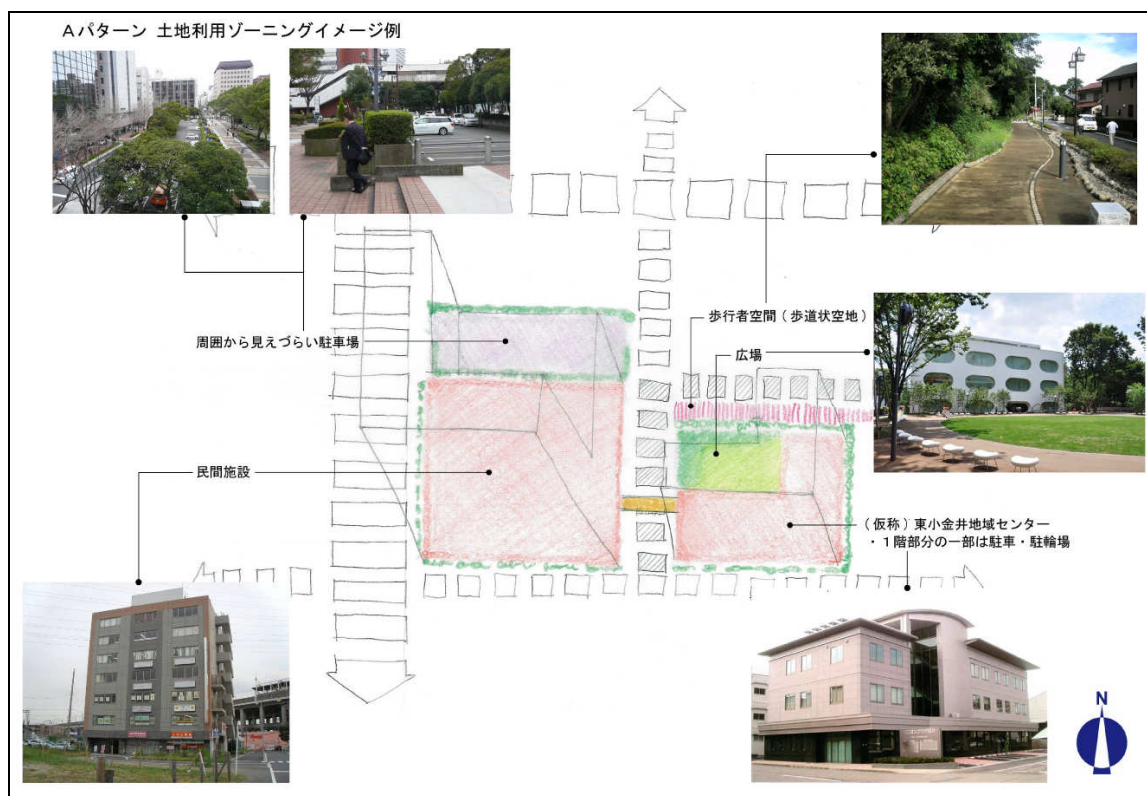 Aパターン 土地利用ゾーニングイメージ例
歩行者空間(歩道状空地)
周囲から見えづらい駐車場
広場
民間施設
(仮称)東小金井地域センター
・1階部分の一部は駐車・駐輪場
N